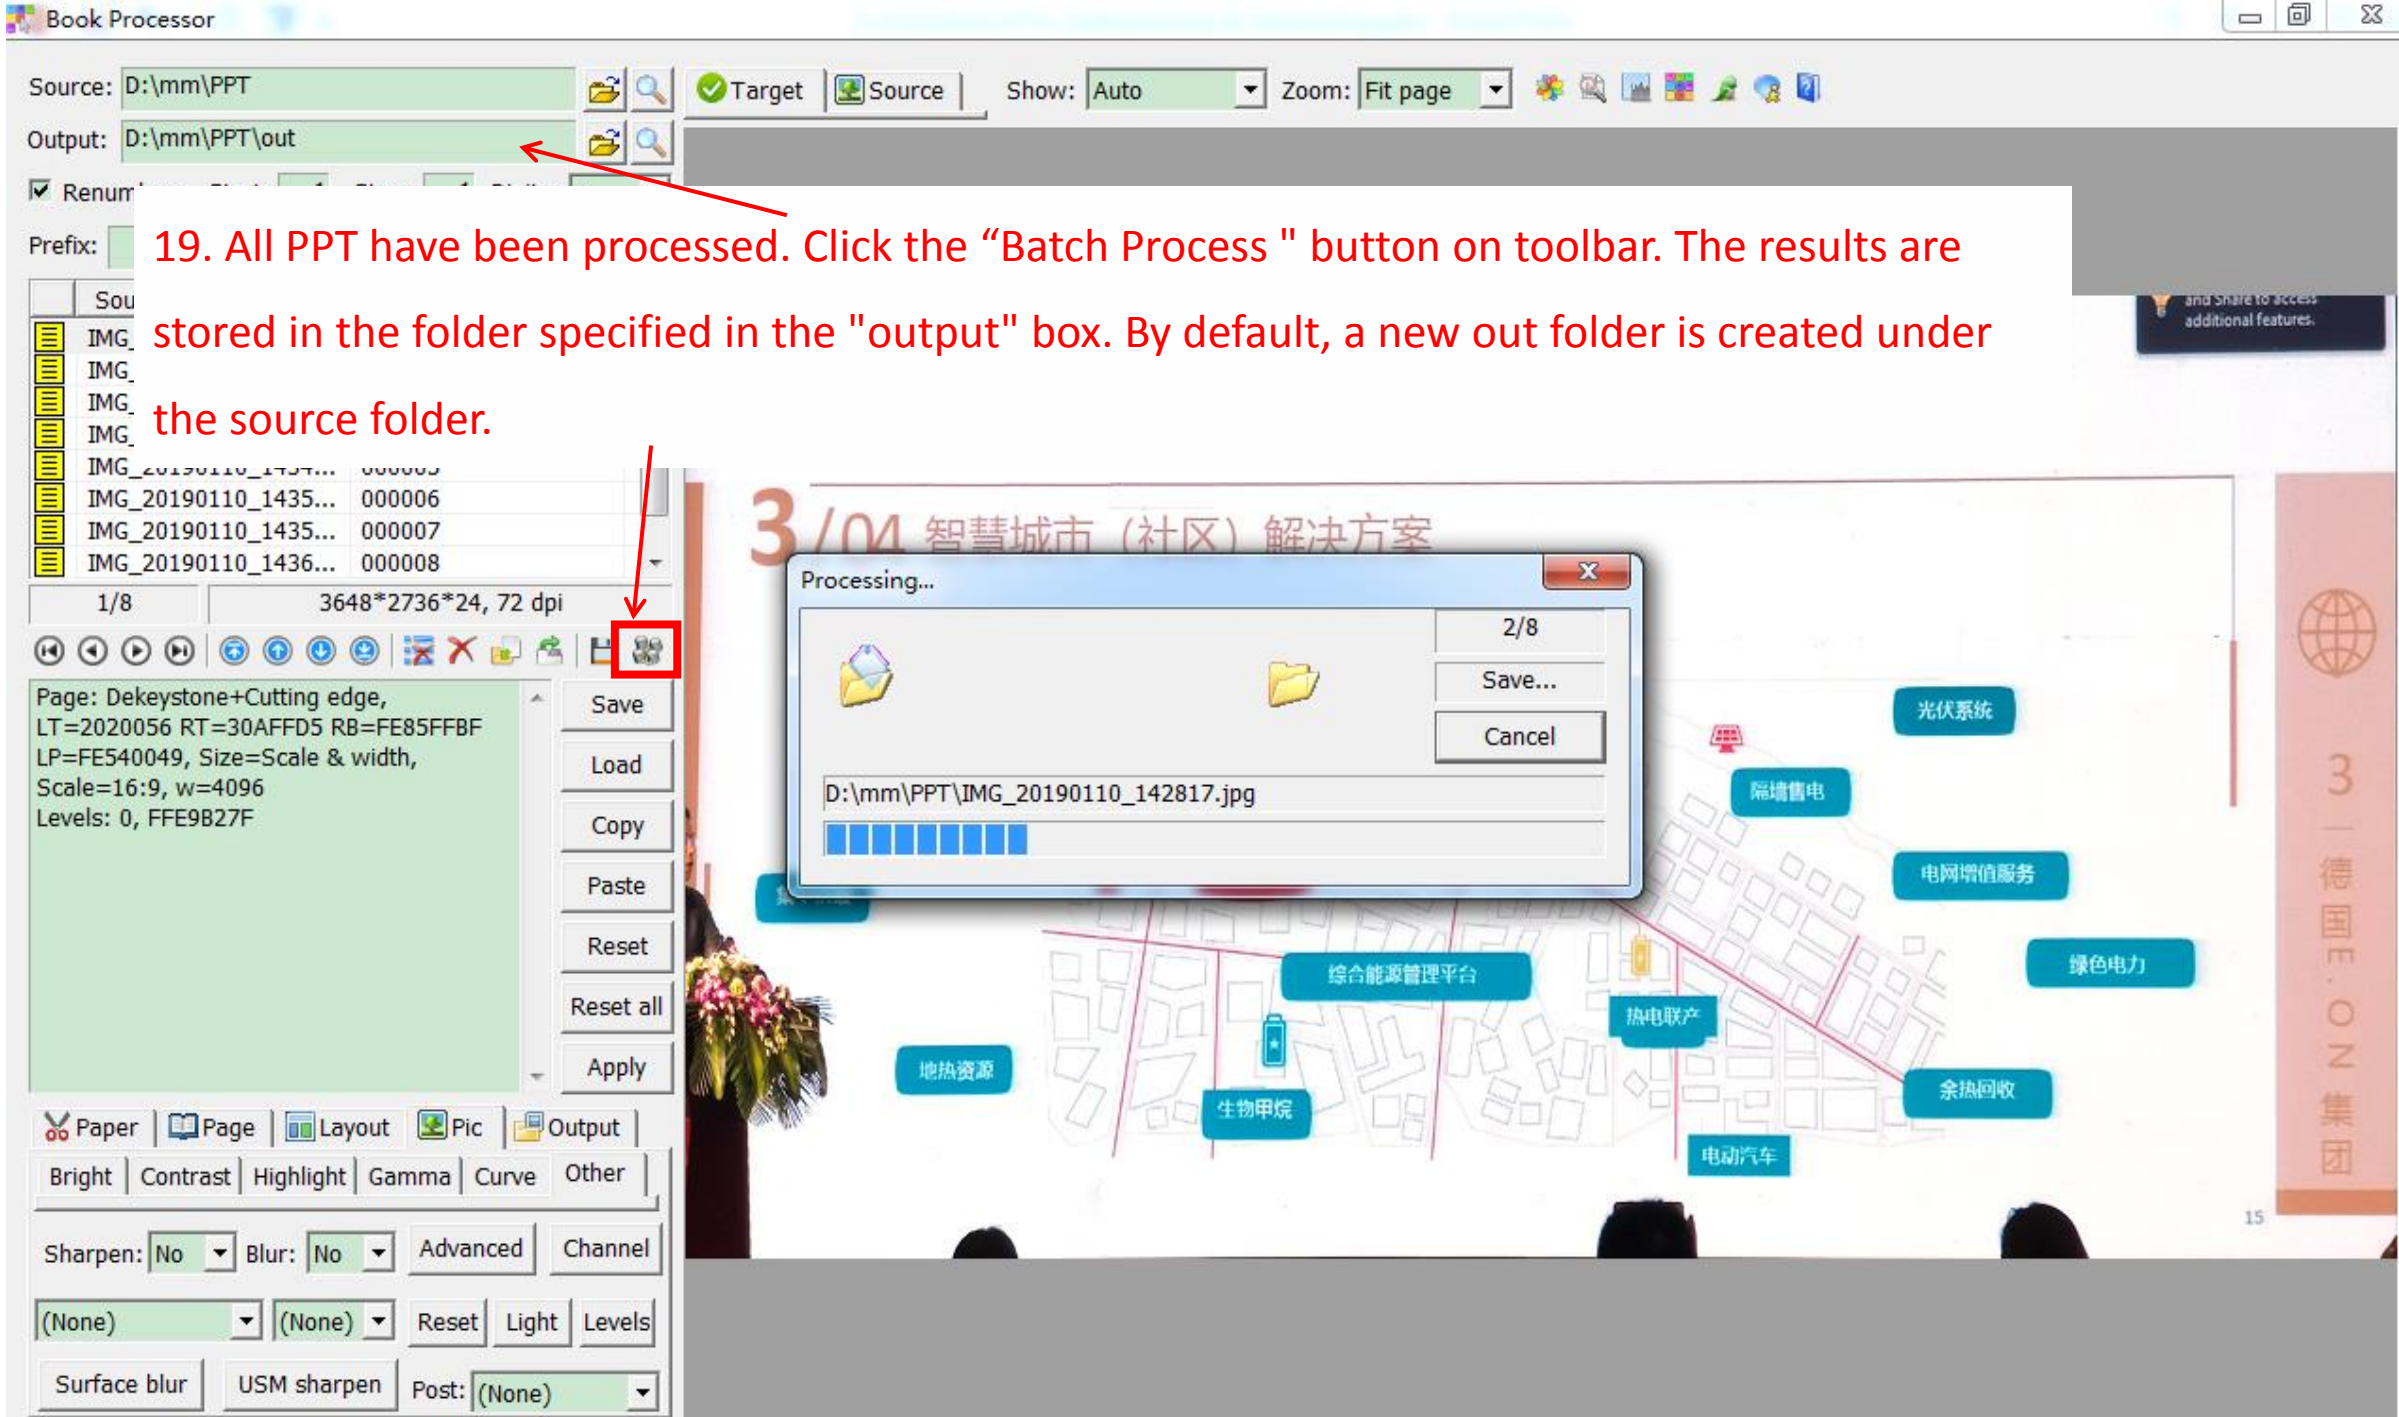 Book Processor
Source: D:\mm\PPT
Target Source Show: Auto Zoom: Fit page
Output: D:\mm\PPT\out
Prefix:
19. All PPT have been processed. Click the “Batch Process " button on toolbar. The results are
stored in the folder specified in the "output" box. By default, a new out folder is created under
the source folder.
and Share to access
additional features.
IMG_20190110_1435... 000006
IMG_20190110_1435... 000007
IMG_20190110_1436... 000008
1/8 3648*2736*24, 72 dpi
Page: Dekeystone+Cutting edge,
LT=2020056 RT=30AFFD5 RB=FE85FFBF
LP=FE540049, Size=Scale & width,
Scale=16:9, w=4096
Levels: 0, FFE9B27F
Save
Load
Copy
Paste
Reset
Reset all
Apply
Paper Page Layout Pic Output
Bright Contrast Highlight Gamma Curve Other
Sharpen: No Blur: No Advanced Channel
(None) (None) Reset Light Levels
Surface blur USM sharpen Post: (None)
3/04 智慧城市（社区）解决方案
Processing...
2/8
Save...
Cancel
D:\mm\PPT\IMG_20190110_142817.jpg
光伏系统
隔墙售电
电网增值服务
绿色电力
综合能源管理平台
热电联产
地热资源
生物甲烷
余热回收
电动汽车
3 — 德国E.ON集团
15